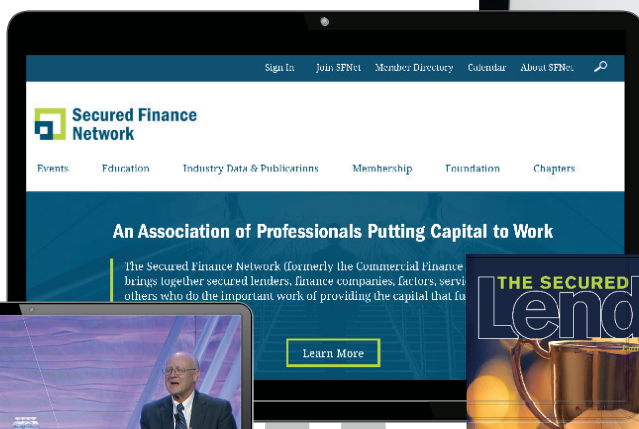 Sign In Join SFNet Member Directory Calendar About SFNet
Secured Finance
Network
Events Education Industry Data & Publications Membership Foundation Chapters
An Association of Professionals Putting Capital to Work
The Secured Finance Network (formerly the Commercial Finance
brings together secured lenders, finance companies, factors,
others who do the important work of providing the capital that
Learn More
THE SECURED